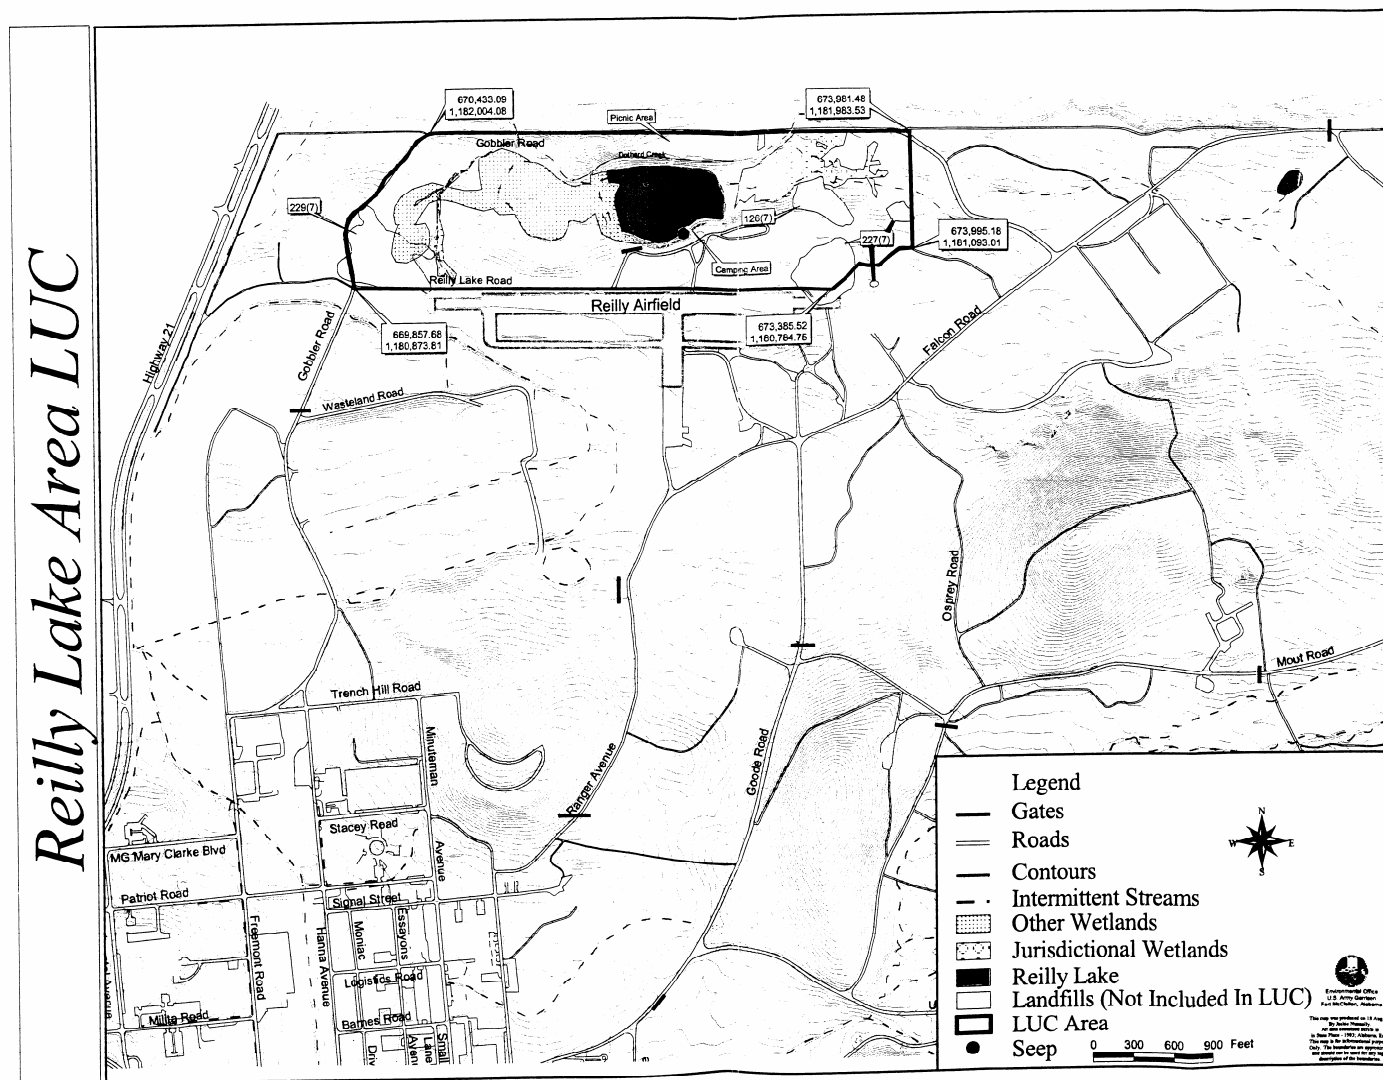 Reilly Lake Area LUC
670,433.09
1,182,004.08
Picnic Area
673,981.48
1,181,983.53
Gobbler Road
229(7)
126(7)
227(7)
673,995.18
1,181,093.01
Camping Area
Reilly Lake Road
Reilly Airfield
669,857.68
1,180,873.81
673,385.52
1,180,764.76
Highway 21
Gobbler Road
Falcon Road
Wasteland Road
Osprey Road
Mout Road
Trench Hill Road
Minuteman
Avenue
Ranger Avenue
Goode Road
Stacey Road
MG Mary Clarke Blvd
Patriot Road
Signal Street
Freemont Road
Hanna Avenue
Moniac
Essayons
Logistics Road
Milita Road
Barnes Road
Lane
Small
Legend
Gates
Roads
Contours
Intermittent Streams
Other Wetlands
Jurisdictional Wetlands
Reilly Lake
Landfills (Not Included In LUC)
LUC Area
Seep
0 300 600 900 Feet
N
W E
S
Environmental Office
U.S. Army Garrison
Fort McClellan, Alabama